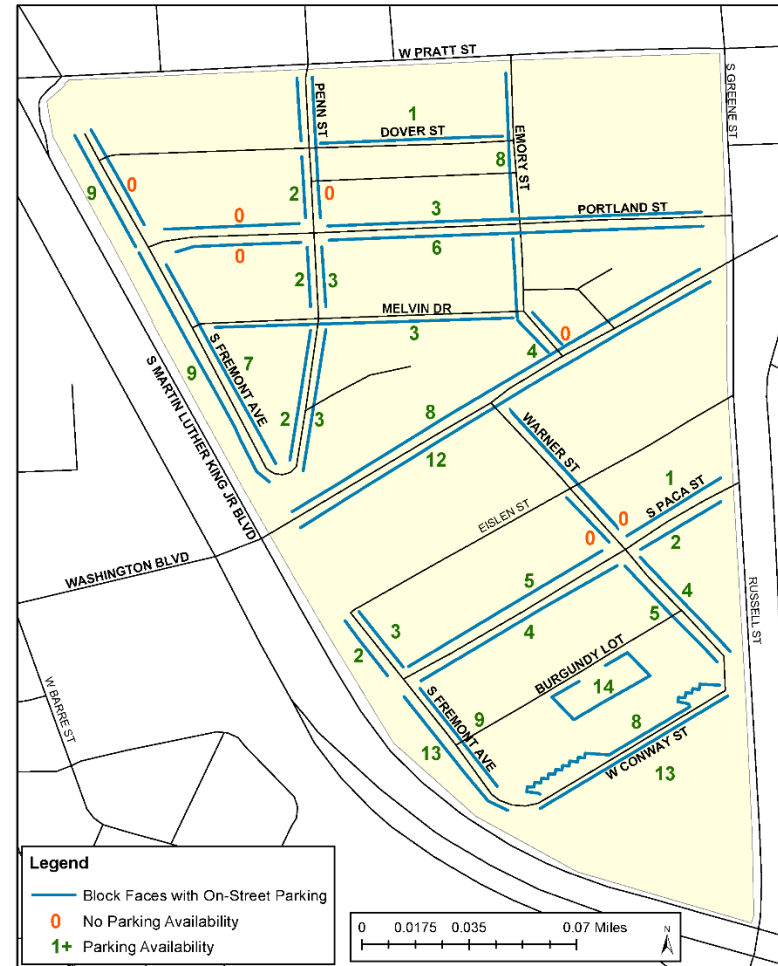 W PRATT ST
S GREENE ST
PENN ST
1
DOVER ST
EMORY ST
8
9
0
2
0
0
3
PORTLAND ST
0
6
2
3
MELVIN DR
3
0
4
S FREMONT AVE
7
9
2
3
S MARTIN LUTHER KING JR BLVD
8
12
WARNER ST
EISLEN ST
1
S PACA ST
0
0
2
WASHINGTON BLVD
5
4
RUSSELL ST
3
4
5
2
BURGUNDY LOT
14
W BARRE ST
S FREMONT AVE
9
8
13
W CONWAY ST
13
Legend
Block Faces with On-Street Parking
0 No Parking Availability
1+ Parking Availability
0 0.0175 0.035 0.07 Miles
N